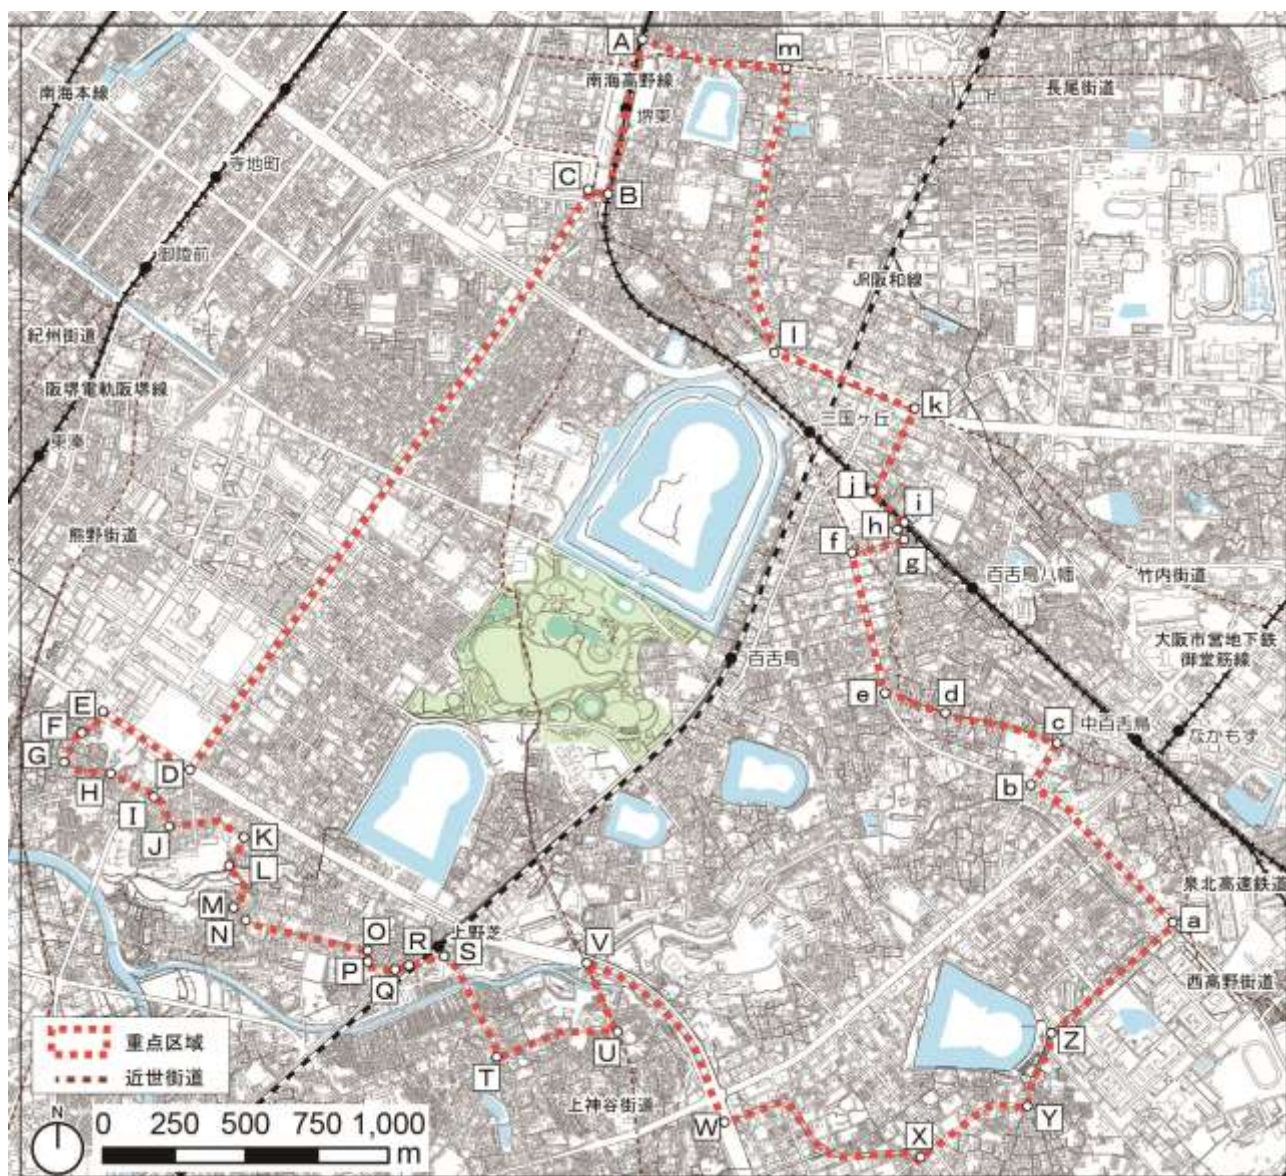 A
m
南海高野線
南海本線
長尾街道
堺東
寺地町
C
B
御陵前
JR阪和線
紀州街道
l
阪堺電軌阪堺線
k
三国ヶ丘
東湊
j
i
h
熊野街道
f
g
百舌鳥八幡
竹内街道
大阪市営地下鉄
御堂筋線
百舌鳥
e
d
E
c
中百舌鳥
なかもず
F
G
D
H
b
I
J
K
L
泉北高速鉄道
M
a
N
O
R
上野芝
S
V
P
Q
西高野街道
重点区域
U
Z
近世街道
T
上神谷街道
Y
N
0 250 500 750 1,000
m
W
X